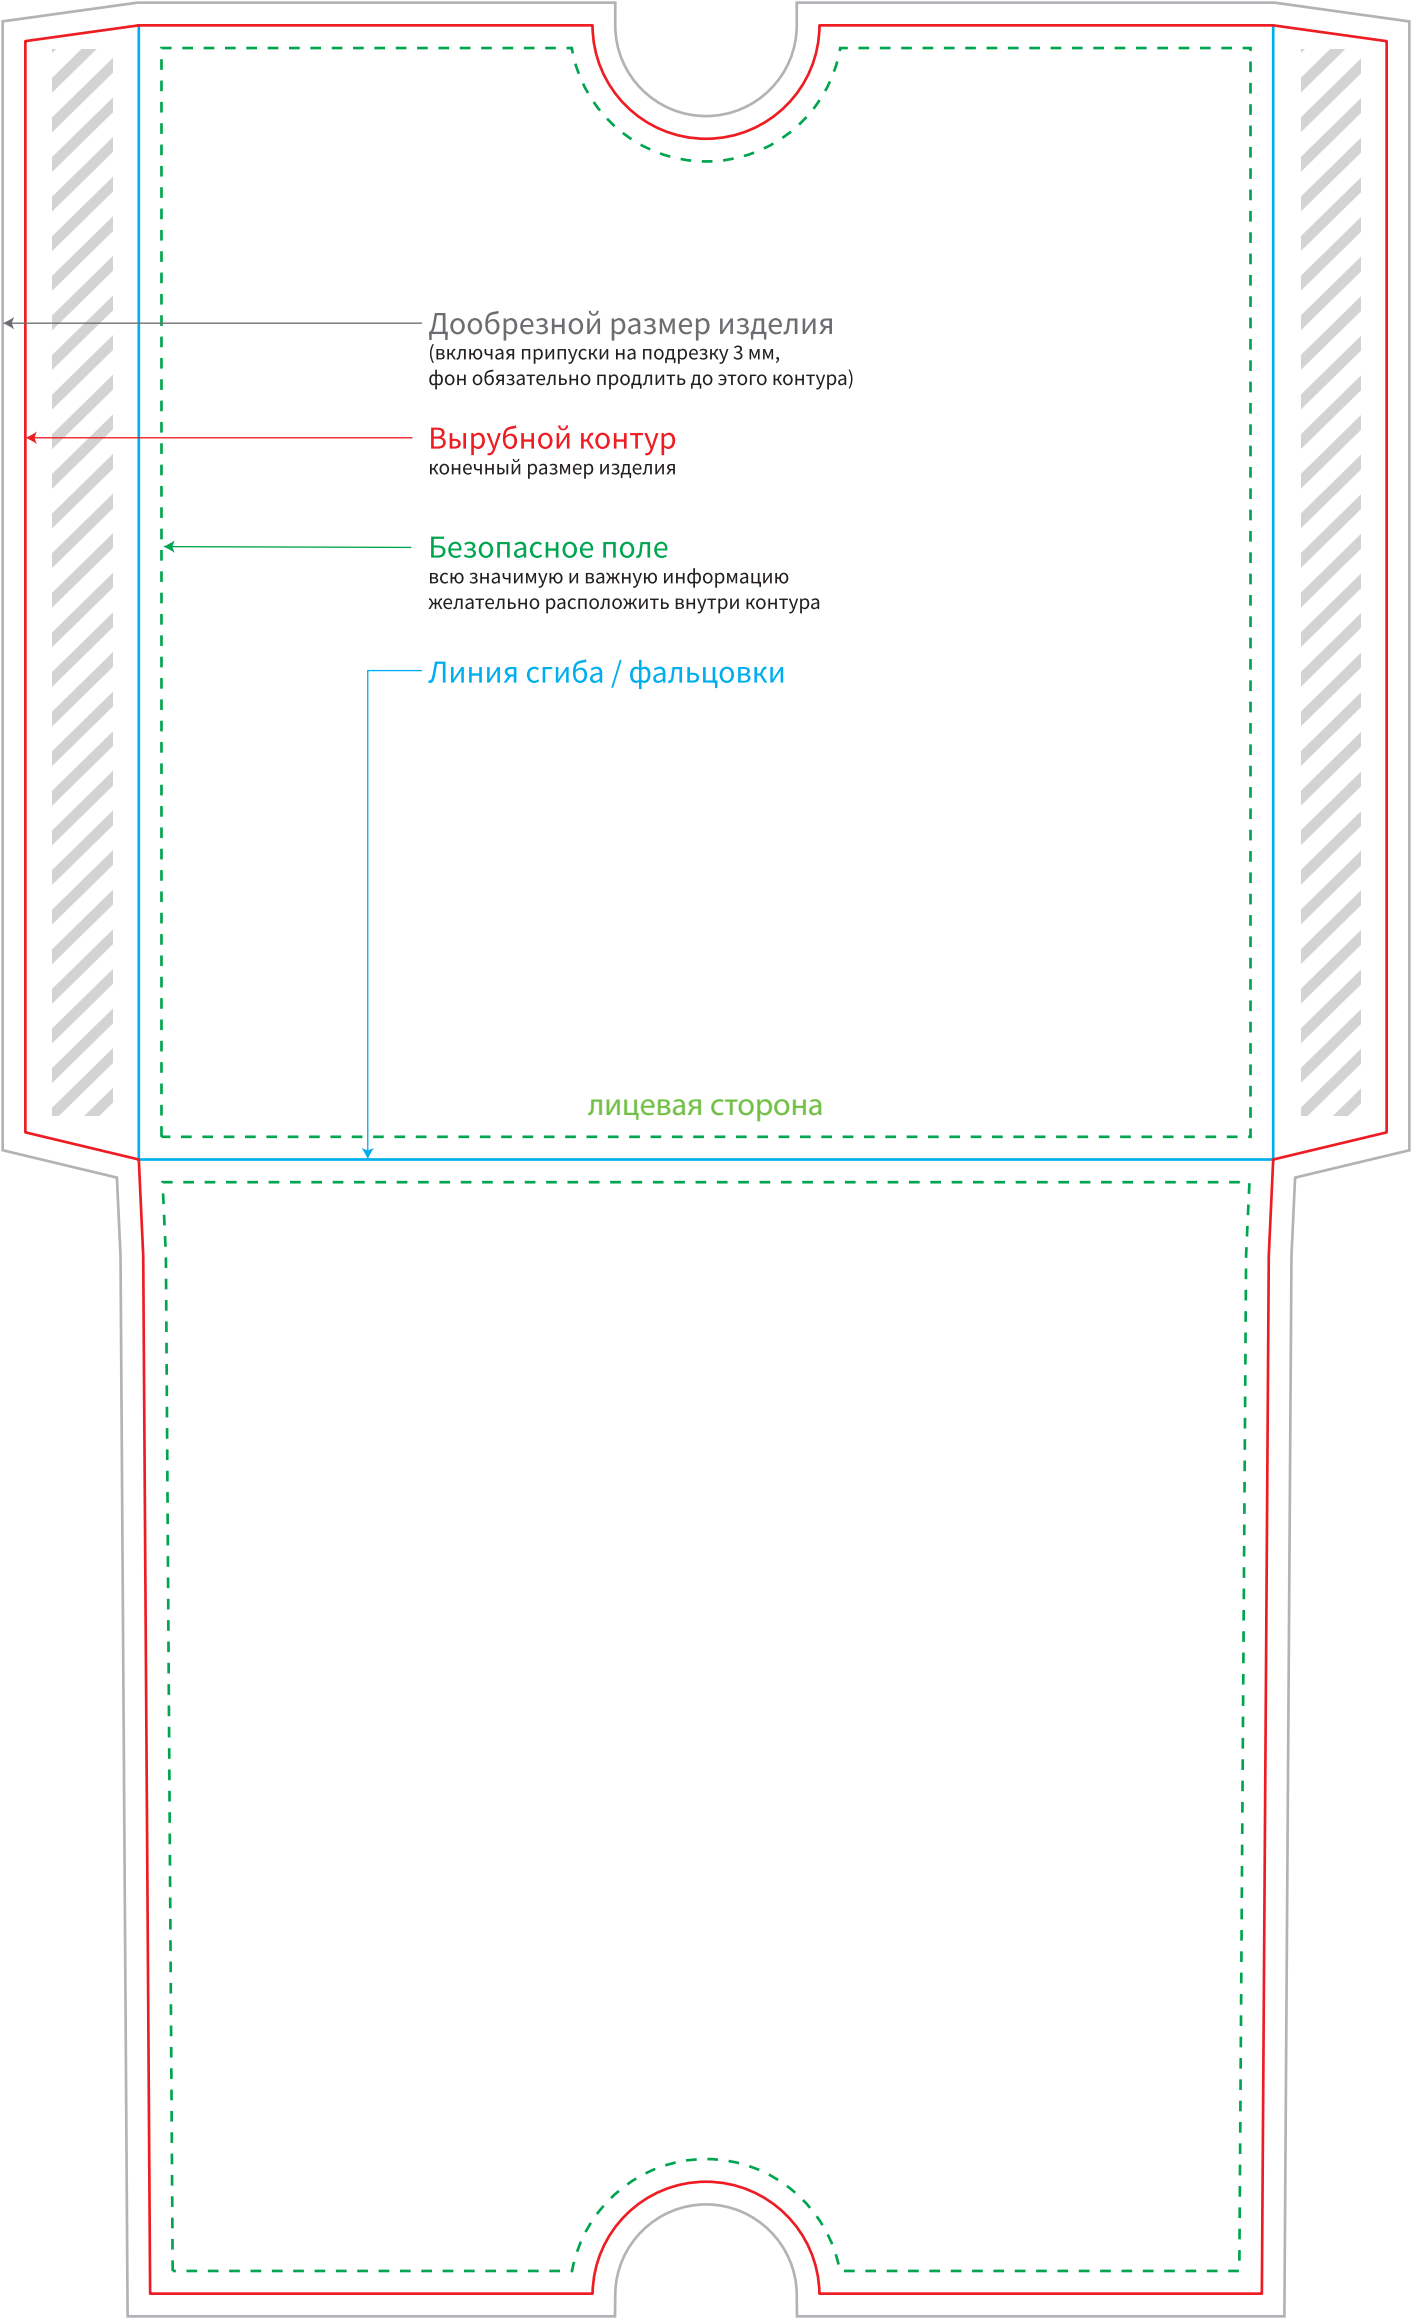 Дообрезной размер изделия
(включая припуски на подрезку 3 мм,
фон обязательно продлить до этого контура)
Вырубной контур
конечный размер изделия
Безопасное поле
всю значимую и важную информацию
желательно расположить внутри контура
Линия сгиба / фальцовки
лицевая сторона